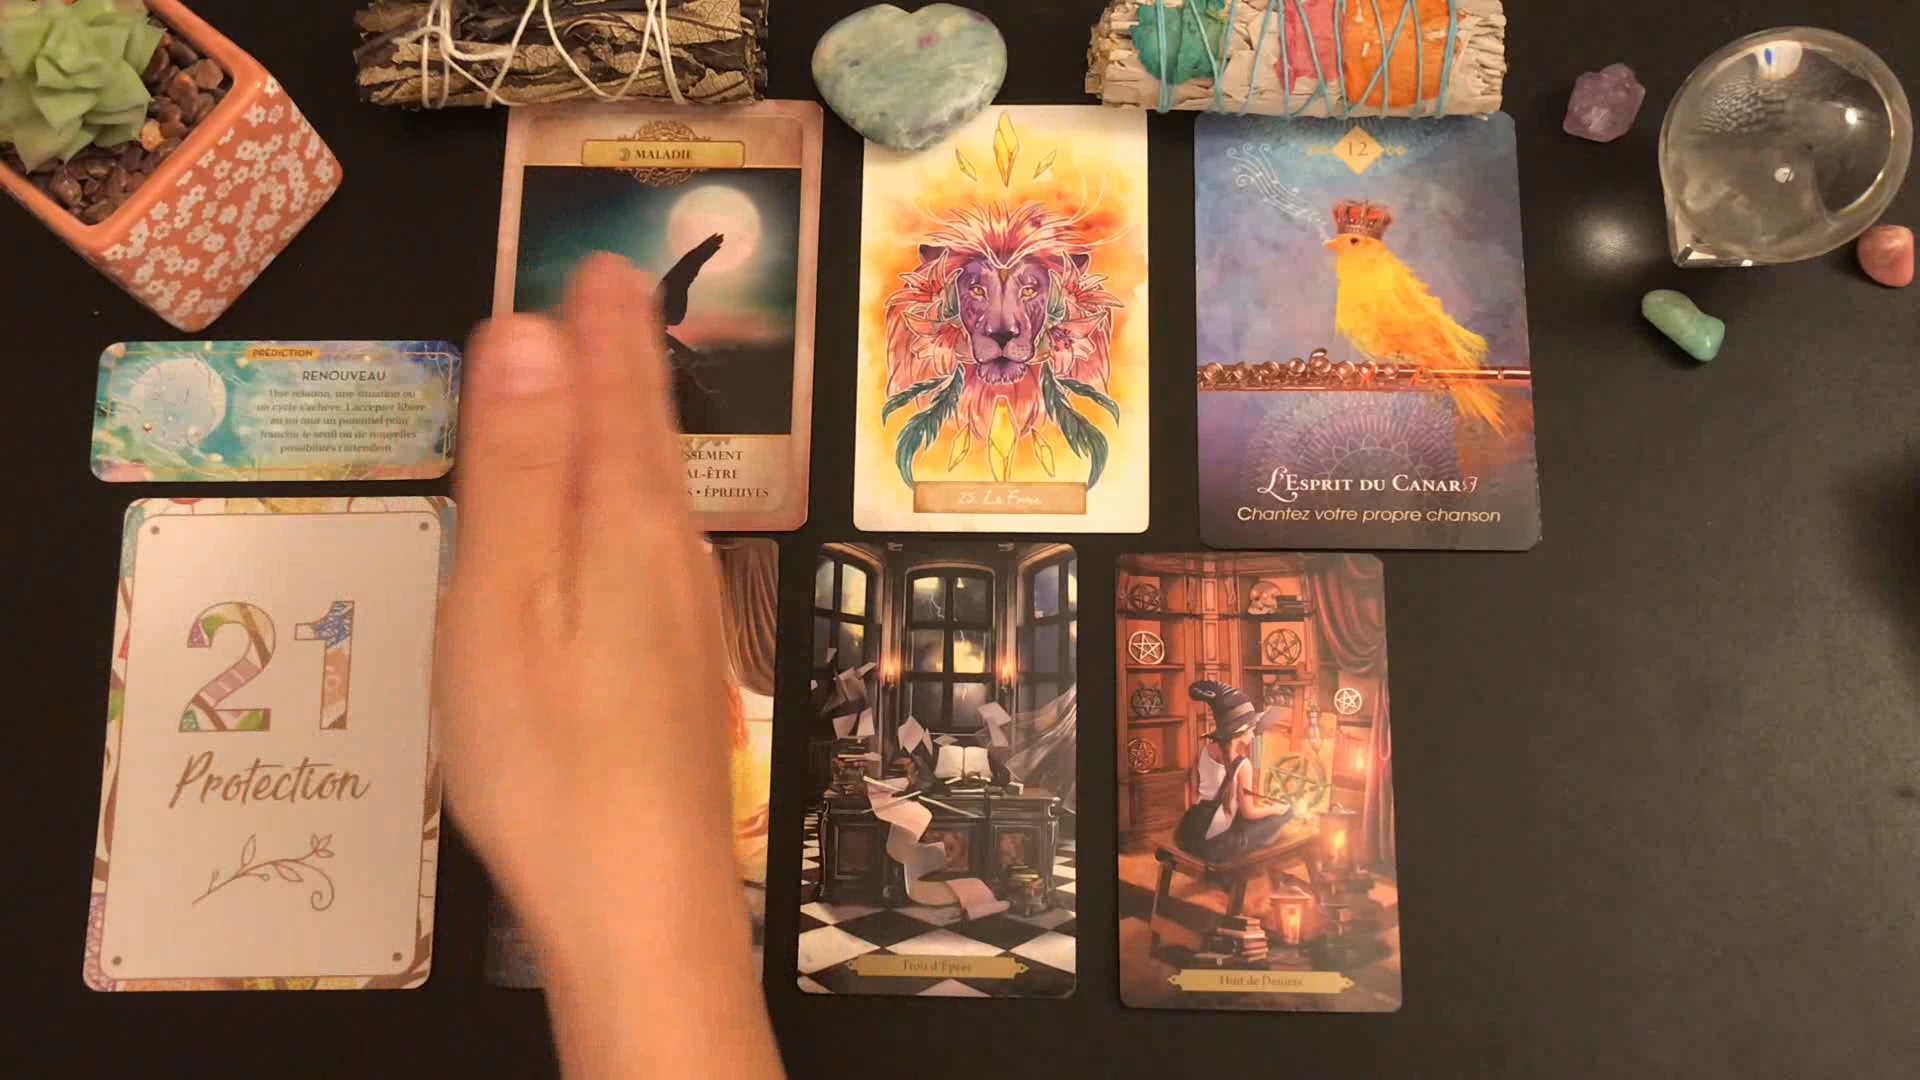 MALADIE
SSEMENT
AL-ÊTRE
S • ÉPREUVES
25. La Force
12
L'ESPRIT DU CANARI
Chantez votre propre chanson
PRÉDICTION
RENOUVEAU
Une relation, une situation ou
un cycle s'achève. L'accepter libère
en toi tout un potentiel pour
franchir le seuil où de nouvelles
possibilités t'attendent
21
Protection
Trois d'Épées
Huit de Deniers